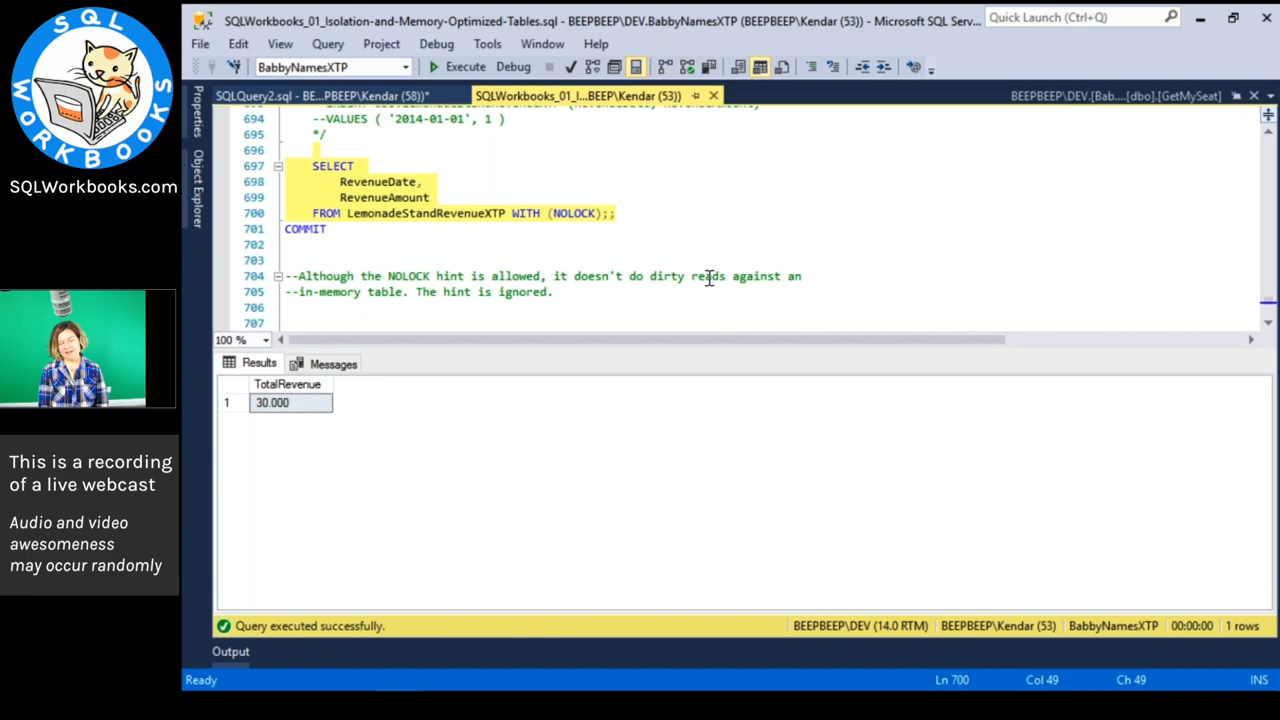 SQL WORKBOOKS
SQLWorkbooks.com
This is a recording
of a live webcast
Audio and video
awesomeness
may occur randomly
SQLWorkbooks_01_Isolation-and-Memory-Optimized-Tables.sql - BEEPBEEP\DEV.BabbyNamesXTP (BEEPBEEP\Kendar (53)) - Microsoft SQL Serv...
Quick Launch (Ctrl+Q)
File Edit View Query Project Debug Tools Window Help
BabbyNamesXTP Execute Debug
SQLQuery2.sql - BE...PBEEP\Kendar (58))* SQLWorkbooks_01_I...BEEP\Kendar (53)) BEEPBEEP\DEV.[Bab....[dbo].[GetMySeat]
Properties
Object Explorer
694 --VALUES ( '2014-01-01', 1 )
695 */
696
697 SELECT
698 RevenueDate,
699 RevenueAmount
700 FROM LemonadeStandRevenueXTP WITH (NOLOCK);;
701 COMMIT
702
703
704 --Although the NOLOCK hint is allowed, it doesn't do dirty reads against an
705 --in-memory table. The hint is ignored.
706
707
100 %
Results Messages
TotalRevenue
1 30.000
Query executed successfully. BEEPBEEP\DEV (14.0 RTM) BEEPBEEP\Kendar (53) BabbyNamesXTP 00:00:00 1 rows
Output
Ready Ln 700 Col 49 Ch 49 INS